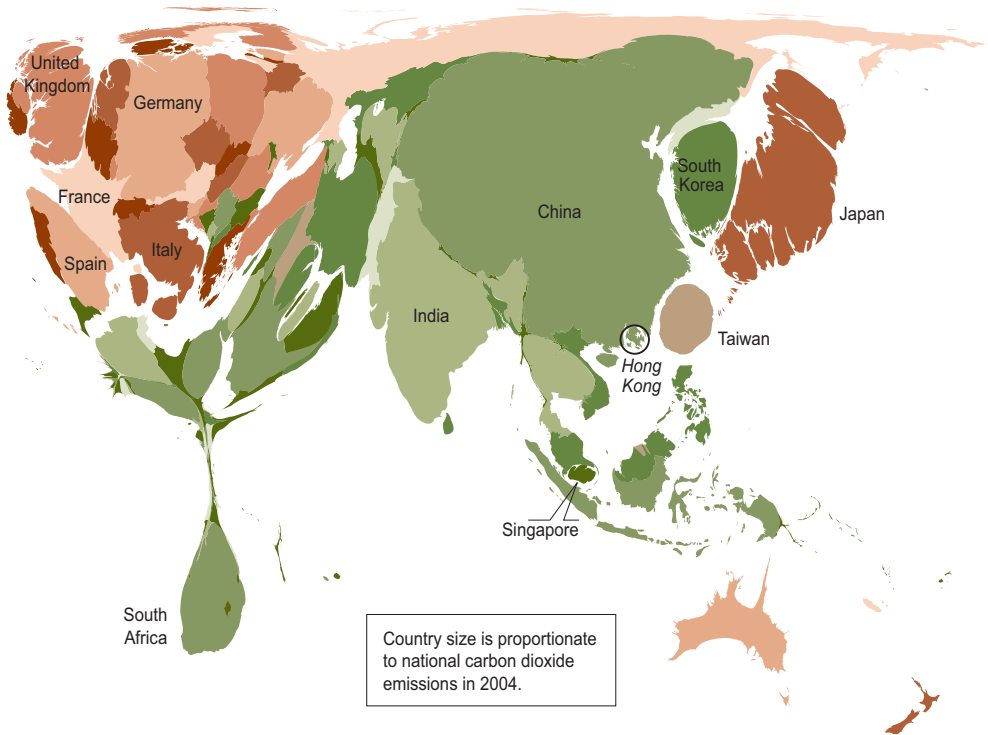 United
Kingdom
Germany
France
Spain
Italy
China
South
Korea
Japan
India
Taiwan
Hong
Kong
Singapore
South
Africa
Country size is proportionate
to national carbon dioxide
emissions in 2004.